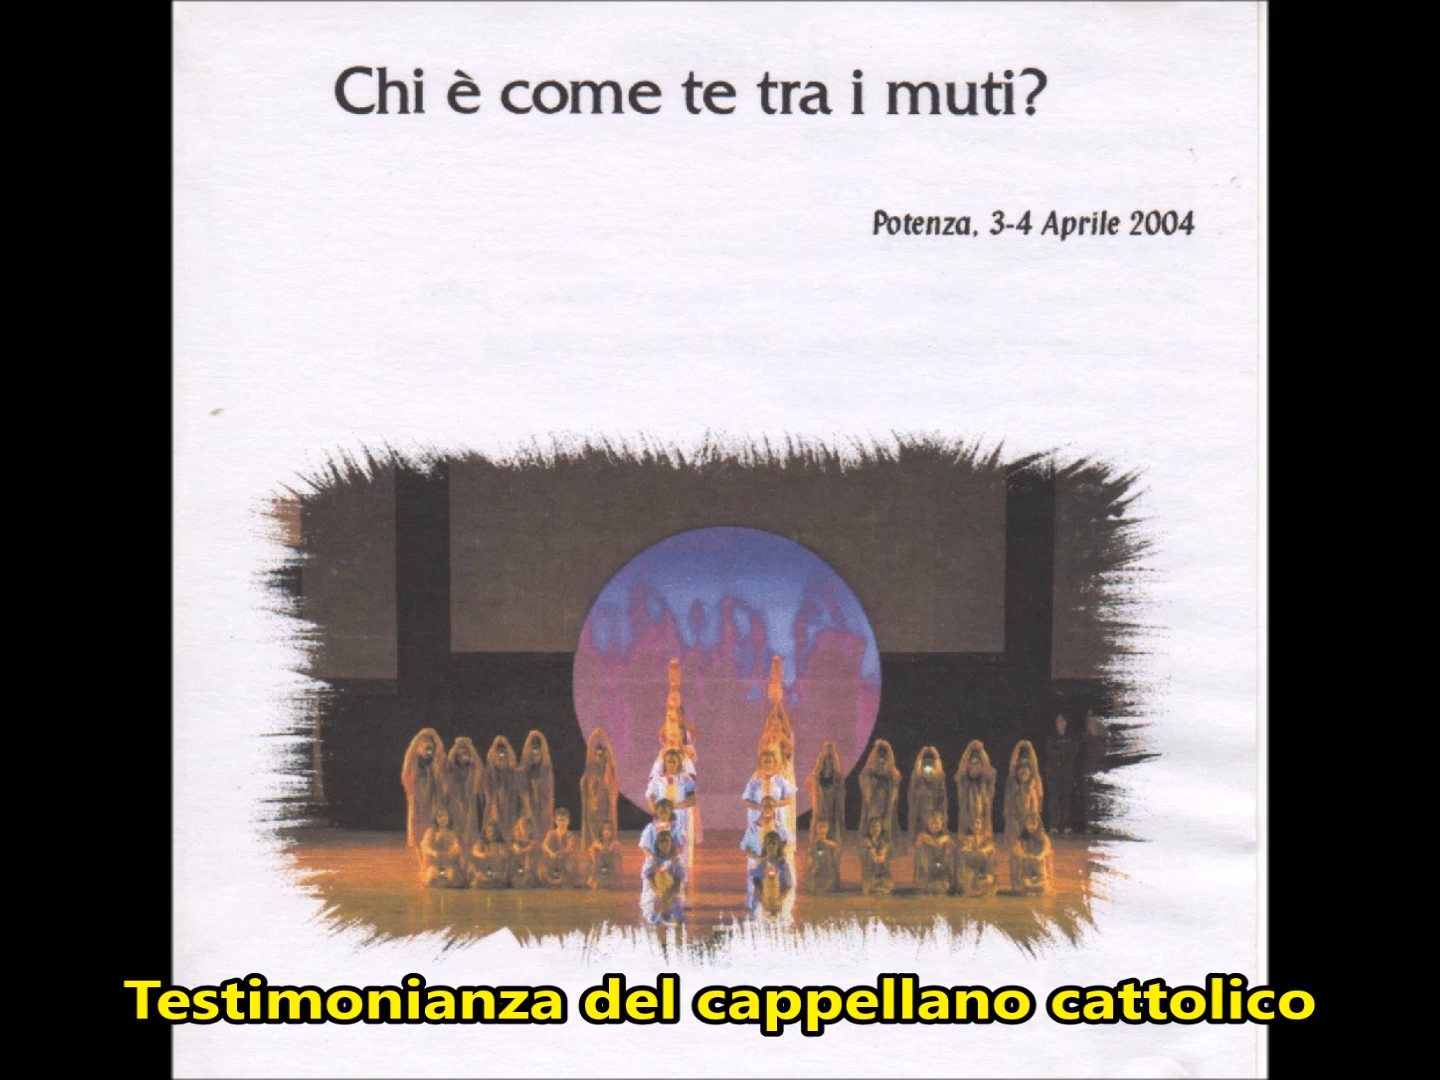 Chi è come te tra i muti?
Potenza, 3-4 Aprile 2004
Testimonianza del cappellano cattolico